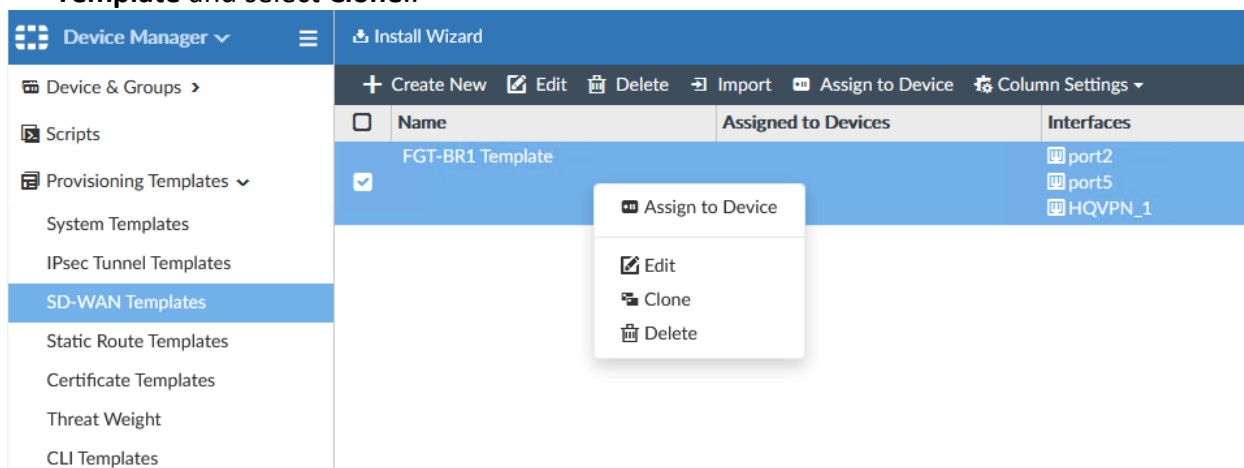 Template and select Clone.
Device Manager
Install Wizard
Device & Groups
Create New Edit Delete Import Assign to Device Column Settings
Name Assigned to Devices Interfaces
Scripts
FGT-BR1 Template
port2
port5
HQVPN_1
Provisioning Templates
Assign to Device
System Templates
IPsec Tunnel Templates
Edit
SD-WAN Templates
Clone
Static Route Templates
Delete
Certificate Templates
Threat Weight
CLI Templates